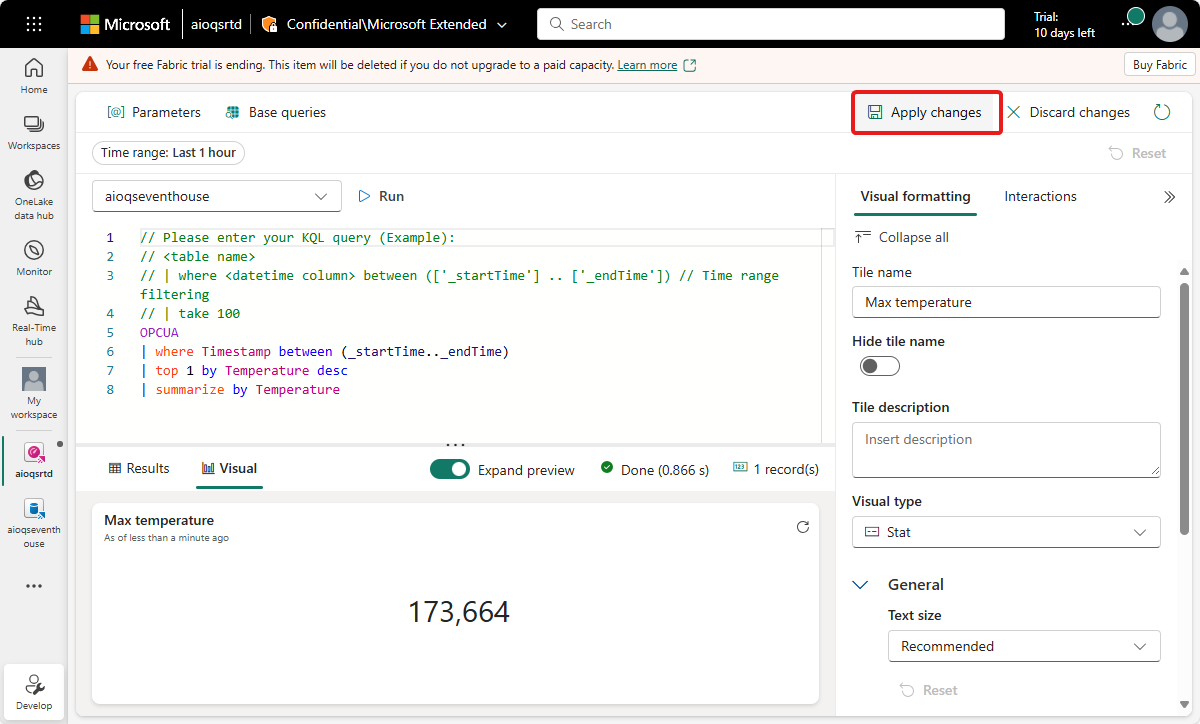 Microsoft aioqsrtd Confidential\Microsoft Extended Search Trial: 10 days left
Your free Fabric trial is ending. This item will be deleted if you do not upgrade to a paid capacity. Learn more Buy Fabric
Home
Workspaces
OneLake
data hub
Monitor
Real-Time
hub
My
workspace
aioqsrtd
aioqseventh
ouse
Develop
[@] Parameters Base queries Apply changes Discard changes
Time range: Last 1 hour Reset
aioqseventhouse Run
1 // Please enter your KQL query (Example):
2 // <table name>
3 // | where <datetime column> between (['_startTime'] .. ['_endTime']) // Time range
filtering
4 // | take 100
5 OPCUA
6 | where Timestamp between (_startTime.._endTime)
7 | top 1 by Temperature desc
8 | summarize by Temperature
Results Visual Expand preview Done (0.866 s) 123 1 record(s)
Max temperature
As of less than a minute ago
173,664
Visual formatting Interactions
Collapse all
Tile name
Max temperature
Hide tile name
Tile description
Insert description
Visual type
Stat
General
Text size
Recommended
Reset